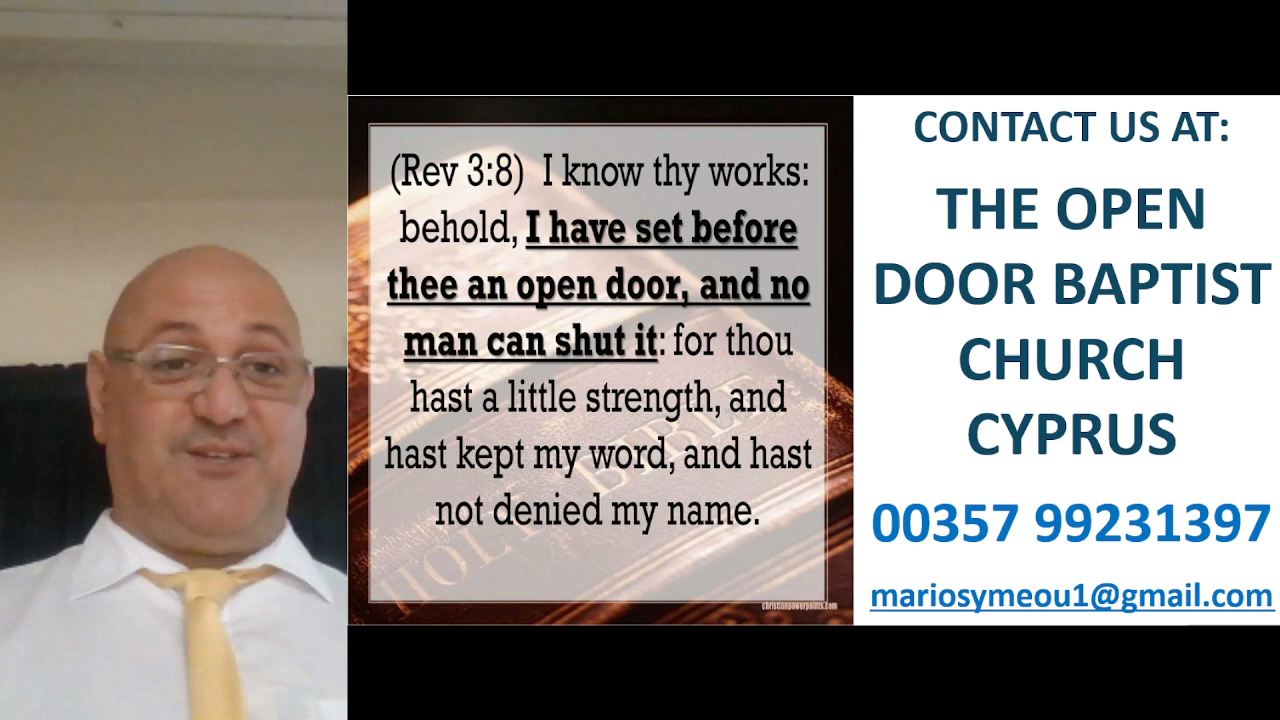 (Rev 3:8) I know thy works:
behold, I have set before
thee an open door, and no
man can shut it: for thou
hast a little strength, and
hast kept my word, and hast
not denied my name.
HOLY BIBLE
christianpowerpoints.com
CONTACT US AT:
THE OPEN
DOOR BAPTIST
CHURCH
CYPRUS
00357 99231397
mariosymeou1@gmail.com